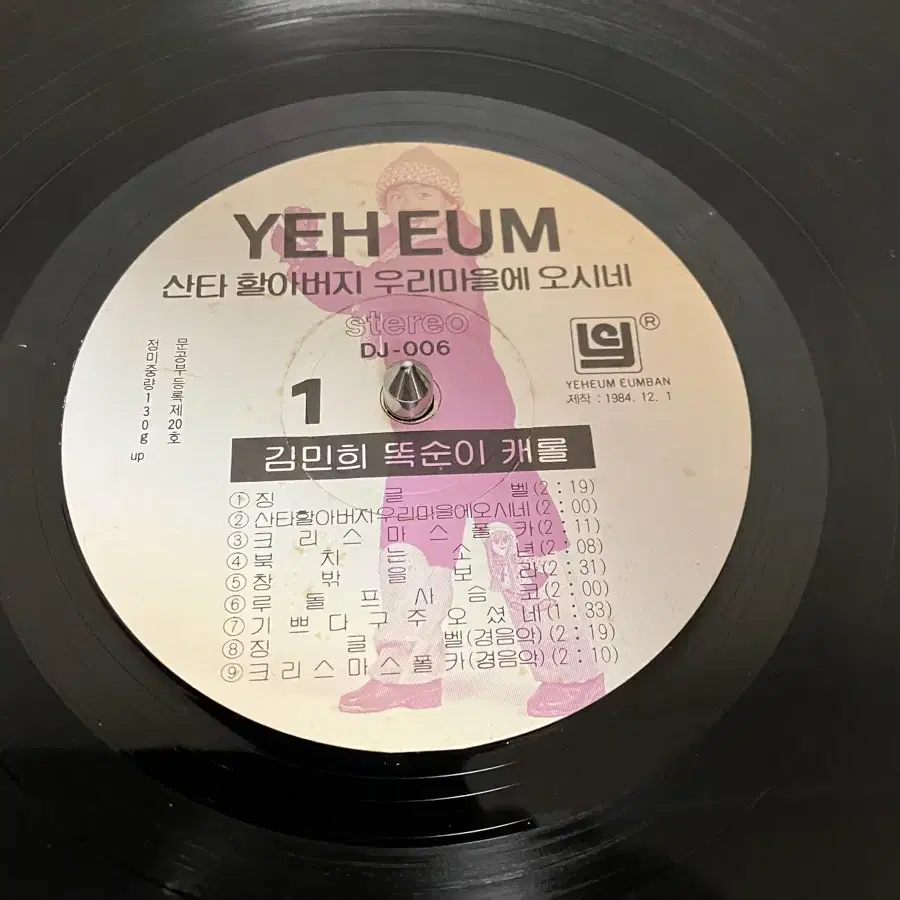 YEH EUM
산타 할아버지 우리마을에 오시네
stereo
DJ-006
YEHEUM EUMBAN
제작 : 1984. 12. 1
®
문공부등록제20호
정미중량130g up
1
김민희 똑순이 캐롤
① 징글벨(2 : 19)
② 산타할아버지우리마을에오시네(2 : 00)
③ 크리스마스폴카(2 : 11)
④ 북치는소년(2 : 08)
⑤ 창밖을보라(2 : 31)
⑥ 루돌프사슴코(2 : 00)
⑦ 기쁘다구주오셨네(1 : 33)
⑧ 징글벨(경음악)(2 : 19)
⑨ 크리스마스폴카(경음악)(2 : 10)